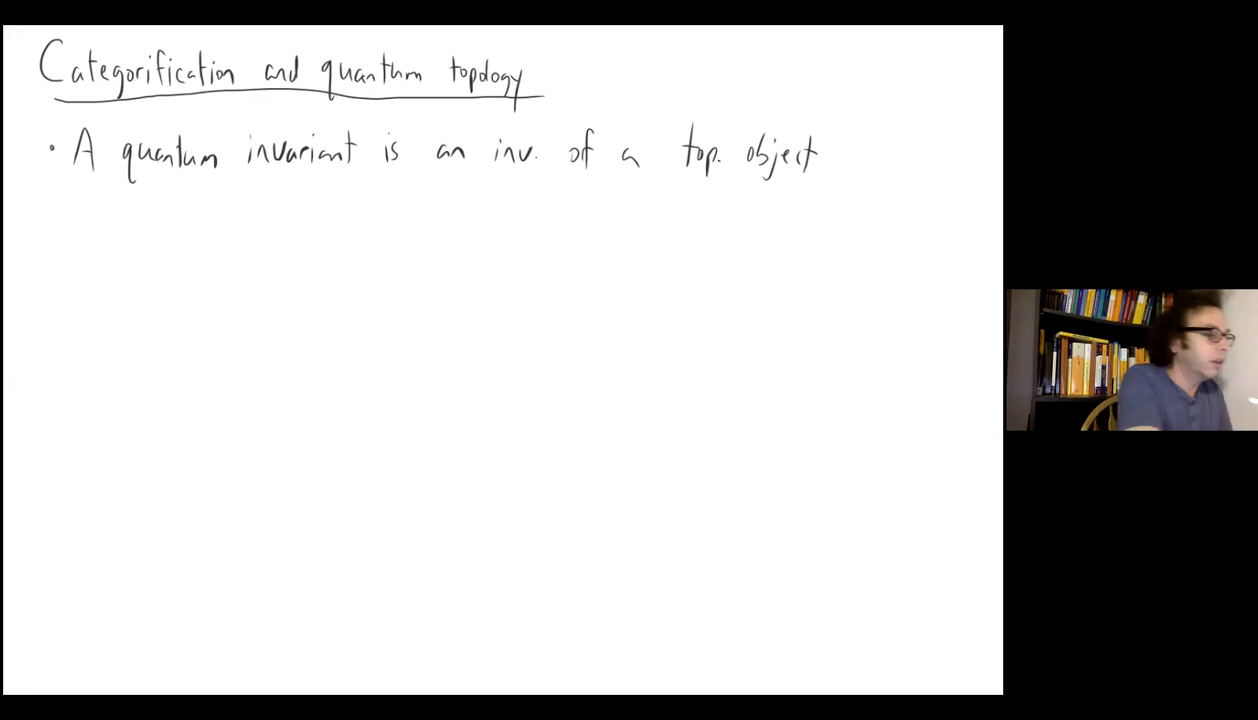 Categorification and quantum topology
• A quantum invariant is an inv. of a top. object